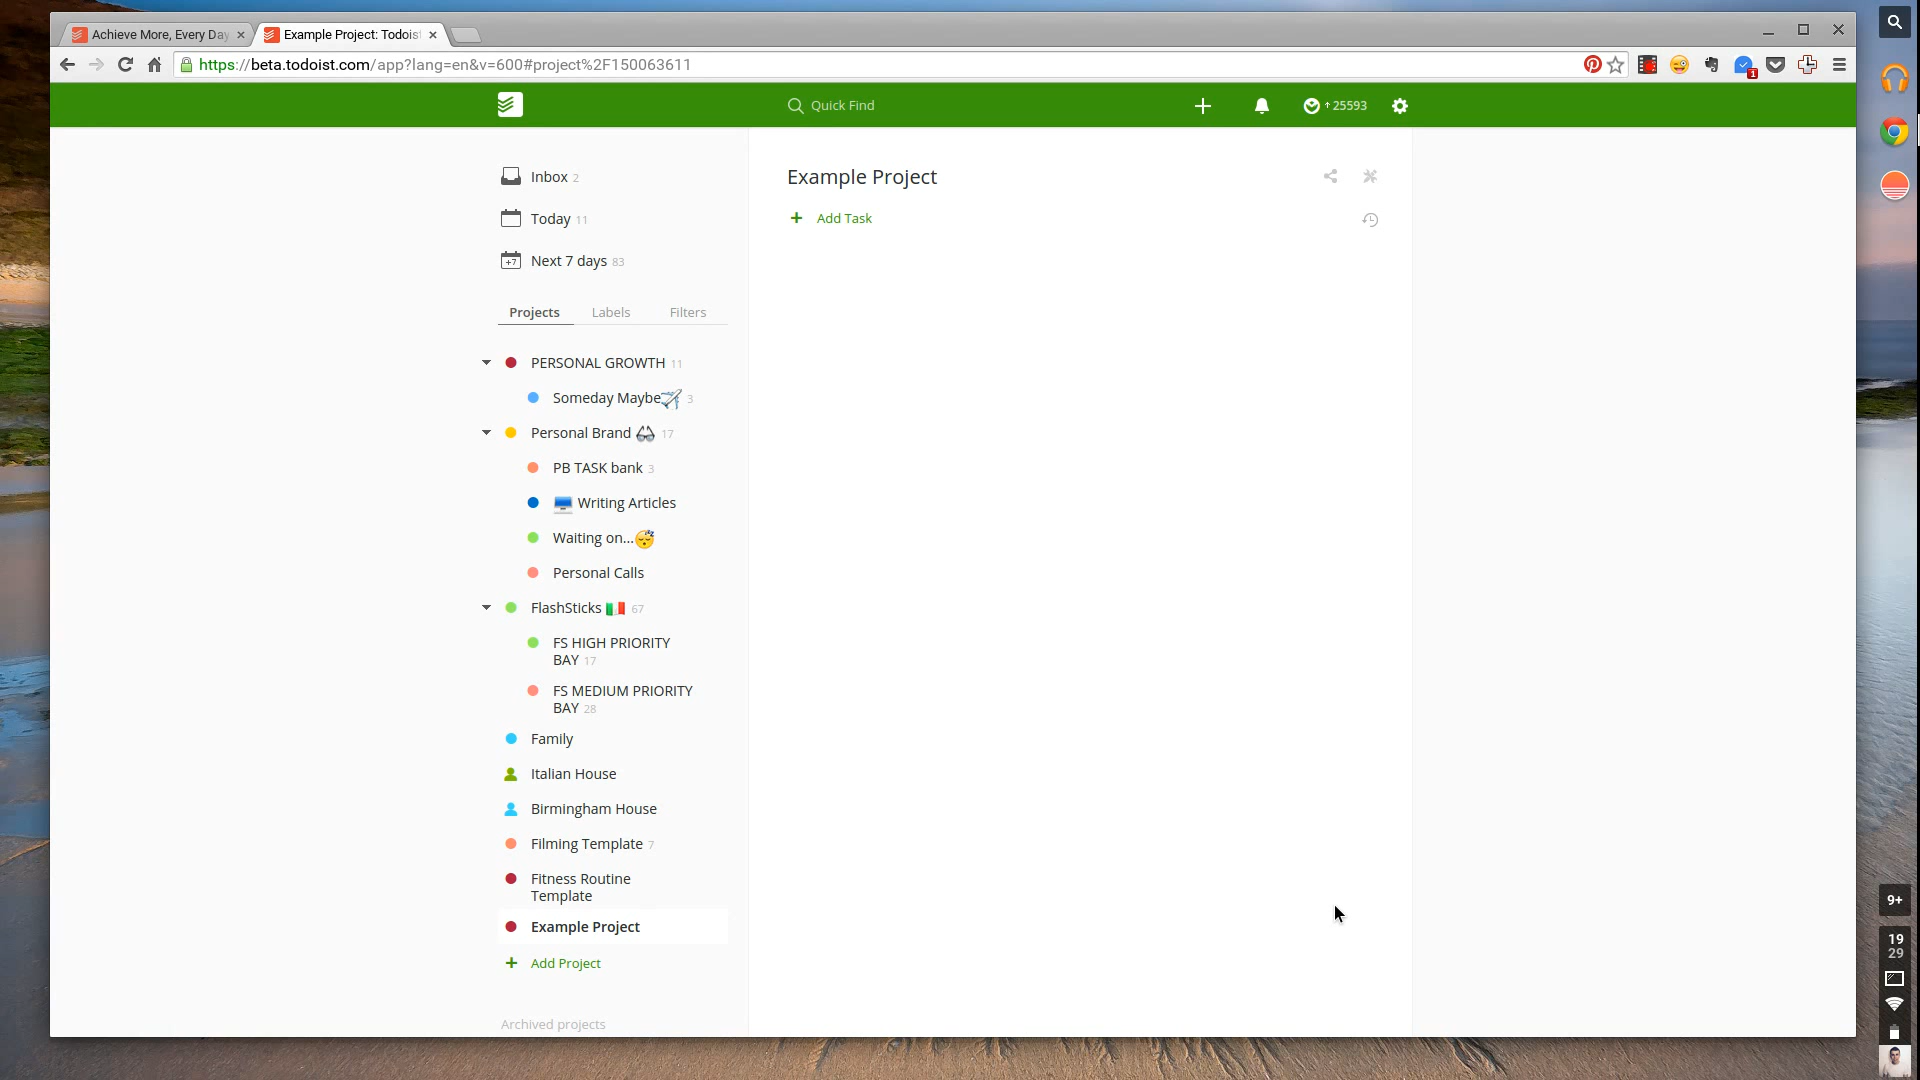 Achieve More, Every Day
Example Project: Todois
https://beta.todoist.com/app?lang=en&v=600#project%2F150063611
1
Quick Find
25593
Inbox 2
Today 11
+7 Next 7 days 83
Projects Labels Filters
PERSONAL GROWTH 11
Someday Maybe 3
Personal Brand 17
PB TASK bank 3
Writing Articles
Waiting on...
Personal Calls
FlashSticks 67
FS HIGH PRIORITY
BAY 17
FS MEDIUM PRIORITY
BAY 28
Family
Italian House
Birmingham House
Filming Template 7
Fitness Routine
Template
Example Project
+ Add Project
Archived projects
Example Project
+ Add Task
9+
19
29